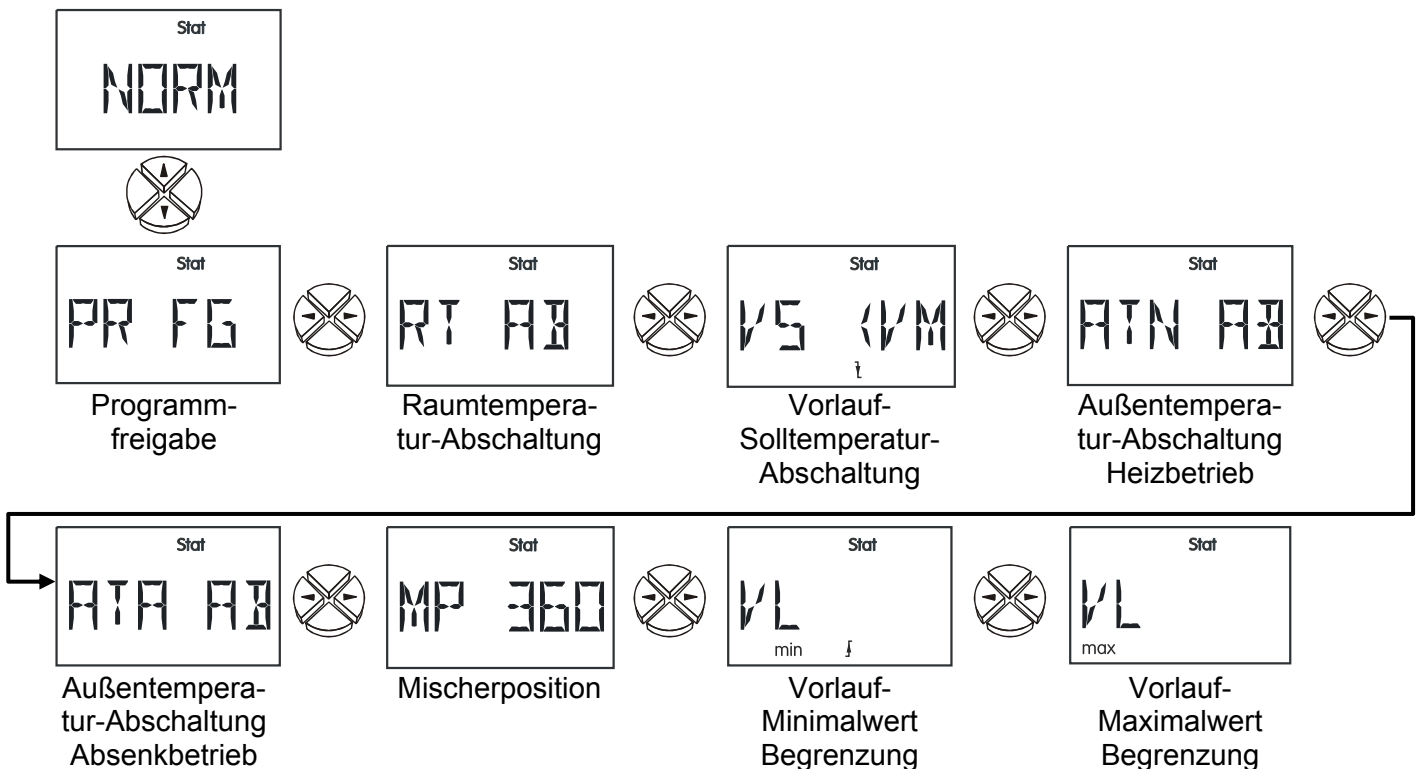 Stat
NORM
Stat
PR FG
Programm-
freigabe
Stat
RT AB
Raumtempera-
tur-Abschaltung
Stat
VS <VM
Vorlauf-
Solltemperatur-
Abschaltung
Stat
ATN AB
Außentempera-
tur-Abschaltung
Heizbetrieb
Stat
ATA AB
Außentempera-
tur-Abschaltung
Absenkbetrieb
Stat
MP 360
Mischerposition
Stat
VL
min
Vorlauf-
Minimalwert
Begrenzung
Stat
VL
max
Vorlauf-
Maximalwert
Begrenzung